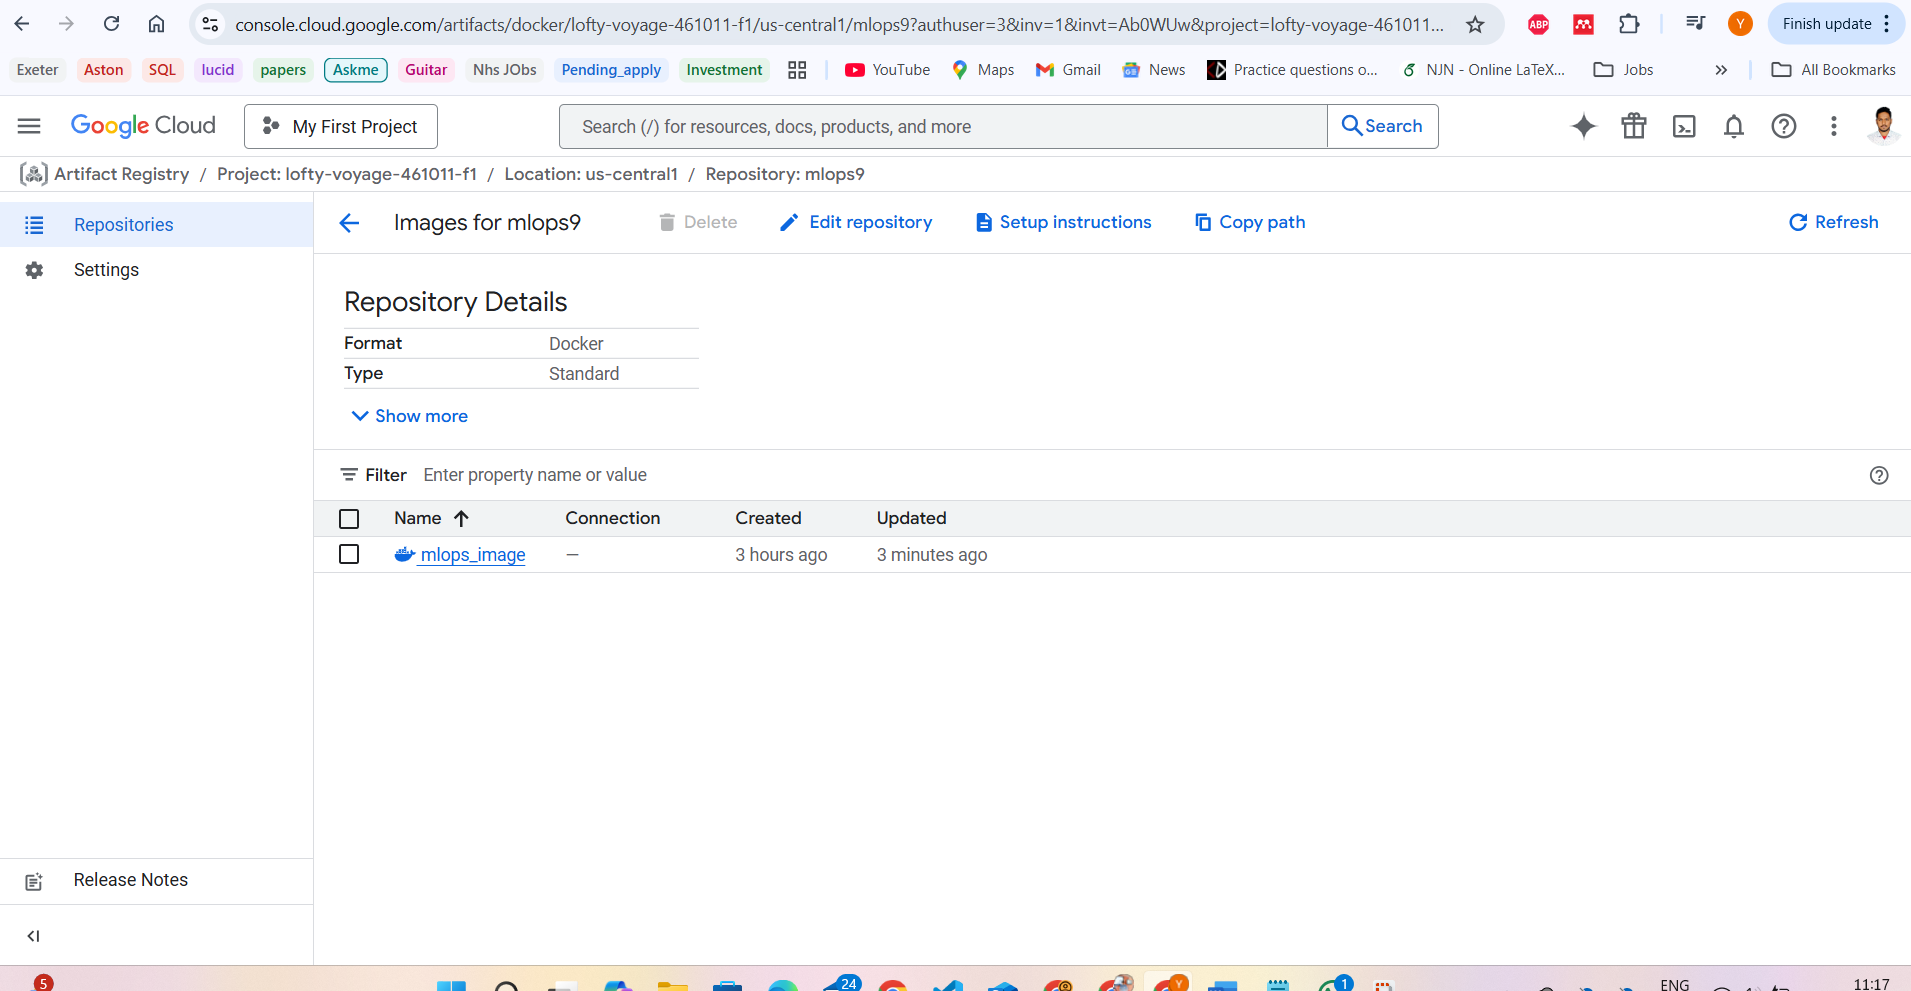 console.cloud.google.com/artifacts/docker/lofty-voyage-461011-f1/us-central1/mlops9?authuser=3&inv=1&invt=Ab0WUw&project=lofty-voyage-461011... ABP Y Finish update
Exeter Aston SQL lucid papers Askme Guitar Nhs JObs Pending_apply Investment YouTube Maps Gmail News Practice questions o... NJN - Online LaTeX... Jobs » All Bookmarks
Google Cloud My First Project Search (/) for resources, docs, products, and more Search
Artifact Registry / Project: lofty-voyage-461011-f1 / Location: us-central1 / Repository: mlops9
Repositories
Settings
Release Notes
Images for mlops9 Delete Edit repository Setup instructions Copy path Refresh
Repository Details
Format Docker
Type Standard
Show more
Filter Enter property name or value
Name Connection Created Updated
mlops_image — 3 hours ago 3 minutes ago
5 24 Y 1 ENG 11:17